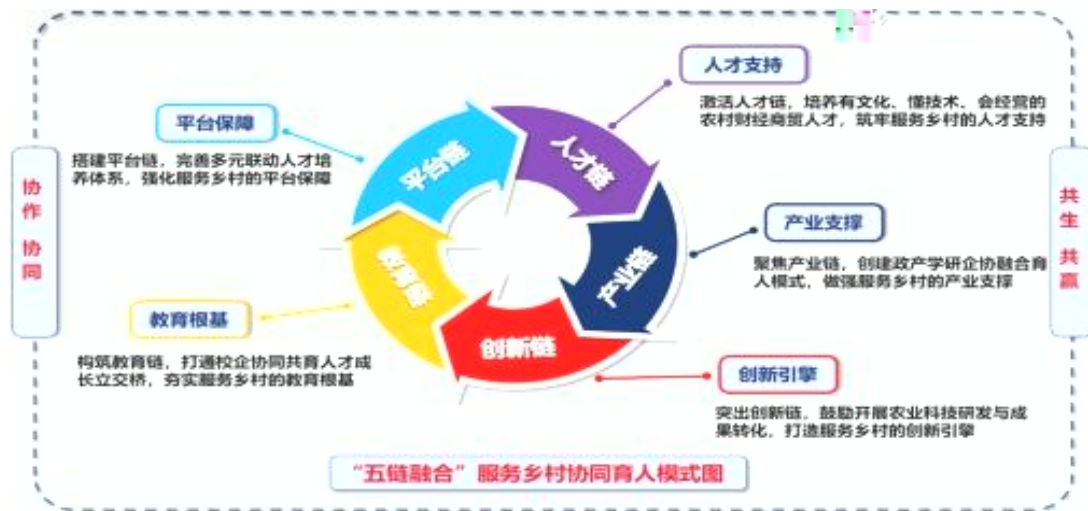 人才支持
激活人才链，培养有文化、懂技术、会经营的
农村财经商贸人才，筑牢服务乡村的人才支持
平台保障
搭建平台链，完善多元联动人才培
养体系，强化服务乡村的平台保障
平台链
人才链
协作 协同
共生 共赢
产业支撑
聚焦产业链，创建政产学研企协融合育
人模式，做强服务乡村的产业支撑
产业链
教育链
创新链
教育根基
构筑教育链，打通校企协同共育人才成
长立交桥，夯实服务乡村的教育根基
创新引擎
突出创新链，鼓励开展农业科技研发与成
果转化，打造服务乡村的创新引擎
“五链融合”服务乡村协同育人模式图